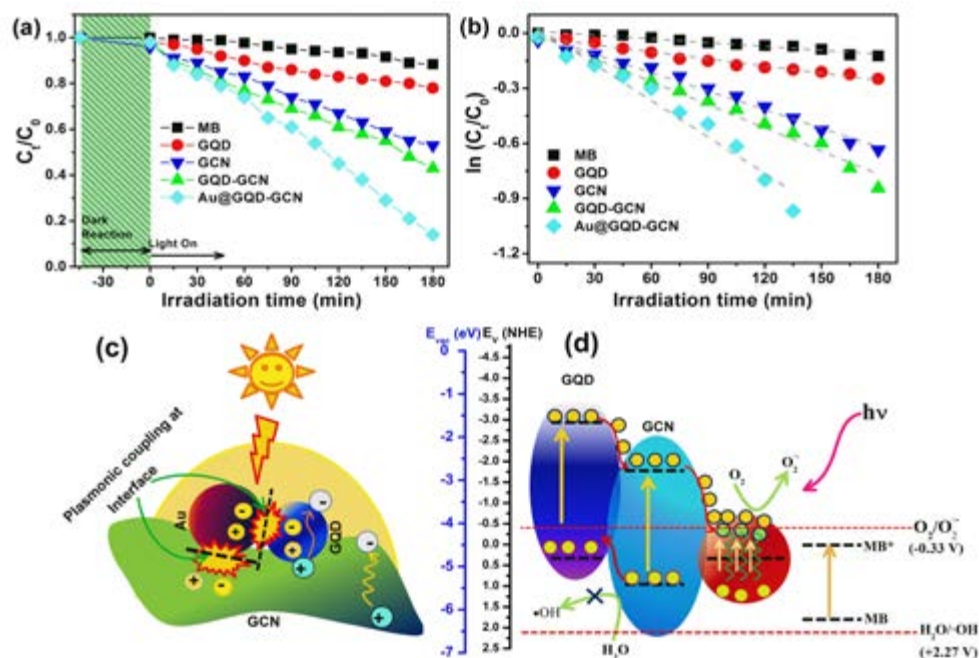 (a)
C_t/C_0
1.0
0.8
0.6
0.4
0.2
0.0
MB
GQD
GCN
GQD-GCN
Au@GQD-GCN
Dark
Reaction
Light On
-30 0 30 60 90 120 150 180
Irradiation time (min)
(b)
ln (C_t/C_0)
0.0
-0.3
-0.6
-0.9
-1.2
MB
GQD
GCN
GQD-GCN
Au@GQD-GCN
0 30 60 90 120 150 180
Irradiation time (min)
(c)
Plasmonic coupling at
Interface
Au
GQD
GCN
- - - - -
+ + + +
E_vac (eV)
0
-1
-2
-3
-4
-5
-6
-7
E_V (NHE)
-4.5
-4.0
-3.5
-3.0
-2.5
-2.0
-1.5
-1.0
-0.5
0.0
0.5
1.0
1.5
2.0
2.5
(d)
GQD
GCN
hν
O_2
O_2^-
O_2/O_2^-
(-0.33 V)
MB*
MB
•OH
H_2O
H_2O/·OH
(+2.27 V)